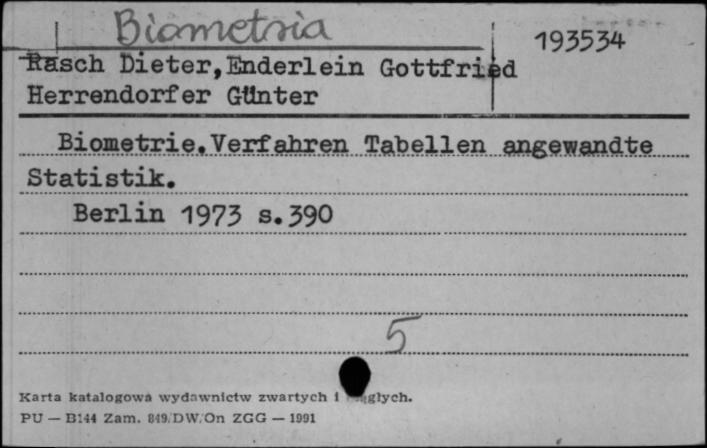 Biometria
193534
Rasch Dieter,Enderlein Gottfried
Herrendorfer Günter
Biometrie.Verfahren Tabellen angewandte
Statistik.
Berlin 1973 s.390
5
Karta katalogowa wydawnictw zwartych i
PU — B144 Zam. 849/DW/On ZGG — 1991